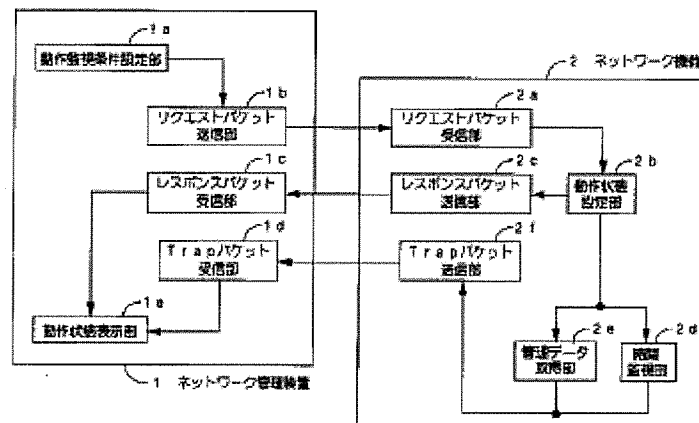 1a
動作監視条件設定部
1b
リクエストパケット
送信部
1c
レスポンスパケット
受信部
1d
Trapパケット
受信部
1e
動作状態表示部
1 ネットワーク管理装置
2 ネットワーク機器
2a
リクエストパケット
受信部
2b
動作状態
設定部
2c
レスポンスパケット
送信部
2f
Trapパケット
送信部
2e
管理データ
取得部
2d
監視部